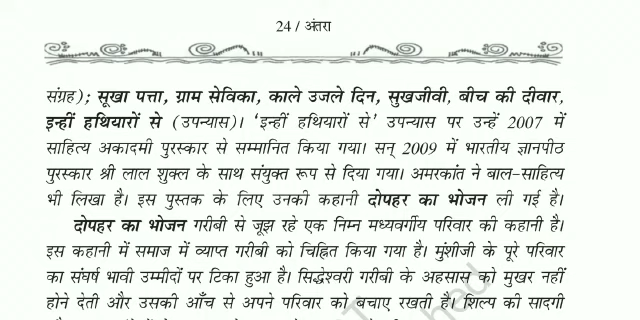 24 / अंतरा
संग्रह); सूखा पत्ता, ग्राम सेविका, काले उजले दिन, सुखजीवी, बीच की दीवार,
इन्हीं हथियारों से (उपन्यास)। 'इन्हीं हथियारों से' उपन्यास पर उन्हें 2007 में
साहित्य अकादमी पुरस्कार से सम्मानित किया गया। सन् 2009 में भारतीय ज्ञानपीठ
पुरस्कार श्री लाल शुक्ल के साथ संयुक्त रूप से दिया गया। अमरकांत ने बाल-साहित्य
भी लिखा है। इस पुस्तक के लिए उनकी कहानी दोपहर का भोजन ली गई है।
दोपहर का भोजन गरीबी से जूझ रहे एक निम्न मध्यवर्गीय परिवार की कहानी है।
इस कहानी में समाज में व्याप्त गरीबी को चिह्नित किया गया है। मुंशीजी के पूरे परिवार
का संघर्ष भावी उम्मीदों पर टिका हुआ है। सिद्धेश्वरी गरीबी के अहसास को मुखर नहीं
होने देती और उसकी आँच से अपने परिवार को बचाए रखती है। शिल्प की सादगी